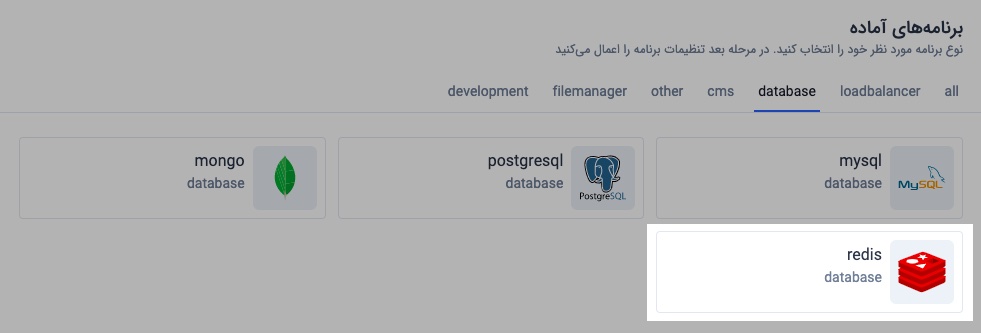 برنامه‌های آماده
نوع برنامه مورد نظر خود را انتخاب کنید. در مرحله بعد تنظیمات برنامه را اعمال می‌کنید
all loadbalancer database cms other filemanager development
mysql
database
MySQL
postgresql
database
PostgreSQL
mongo
database
redis
database